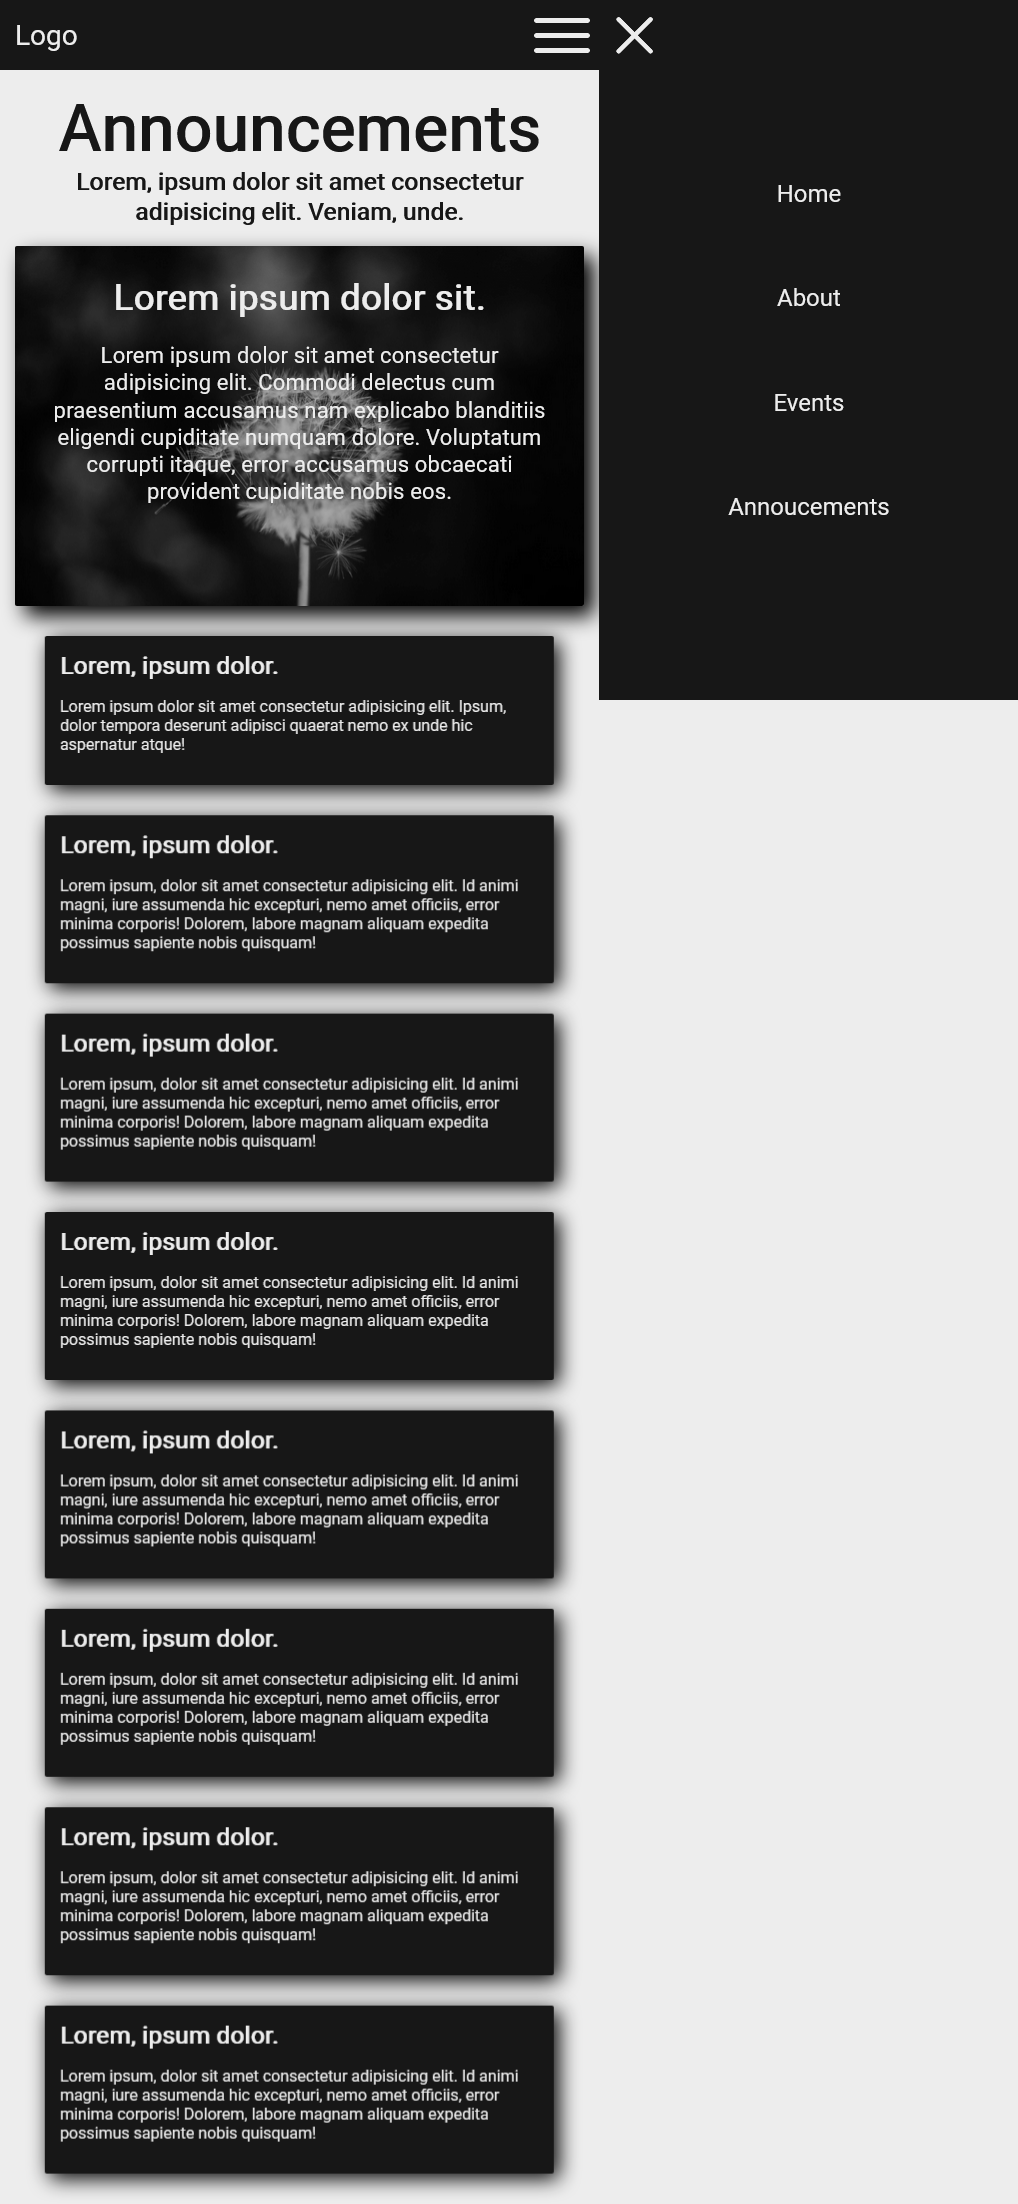 Logo
Announcements
Lorem, ipsum dolor sit amet consectetur
adipisicing elit. Veniam, unde.
Lorem ipsum dolor sit.
Lorem ipsum dolor sit amet consectetur
adipisicing elit. Commodi delectus cum
praesentium accusamus nam explicabo blanditiis
eligendi cupiditate numquam dolore. Voluptatum
corrupti itaque, error accusamus obcaecati
provident cupiditate nobis eos.
Lorem, ipsum dolor.
Lorem ipsum dolor sit amet consectetur adipisicing elit. Ipsum,
dolor tempora deserunt adipisci quaerat nemo ex unde hic
aspernatur atque!
Lorem, ipsum dolor.
Lorem ipsum, dolor sit amet consectetur adipisicing elit. Id animi
magni, iure assumenda hic excepturi, nemo amet officiis, error
minima corporis! Dolorem, labore magnam aliquam expedita
possimus sapiente nobis quisquam!
Lorem, ipsum dolor.
Lorem ipsum, dolor sit amet consectetur adipisicing elit. Id animi
magni, iure assumenda hic excepturi, nemo amet officiis, error
minima corporis! Dolorem, labore magnam aliquam expedita
possimus sapiente nobis quisquam!
Lorem, ipsum dolor.
Lorem ipsum, dolor sit amet consectetur adipisicing elit. Id animi
magni, iure assumenda hic excepturi, nemo amet officiis, error
minima corporis! Dolorem, labore magnam aliquam expedita
possimus sapiente nobis quisquam!
Lorem, ipsum dolor.
Lorem ipsum, dolor sit amet consectetur adipisicing elit. Id animi
magni, iure assumenda hic excepturi, nemo amet officiis, error
minima corporis! Dolorem, labore magnam aliquam expedita
possimus sapiente nobis quisquam!
Lorem, ipsum dolor.
Lorem ipsum, dolor sit amet consectetur adipisicing elit. Id animi
magni, iure assumenda hic excepturi, nemo amet officiis, error
minima corporis! Dolorem, labore magnam aliquam expedita
possimus sapiente nobis quisquam!
Lorem, ipsum dolor.
Lorem ipsum, dolor sit amet consectetur adipisicing elit. Id animi
magni, iure assumenda hic excepturi, nemo amet officiis, error
minima corporis! Dolorem, labore magnam aliquam expedita
possimus sapiente nobis quisquam!
Lorem, ipsum dolor.
Lorem ipsum, dolor sit amet consectetur adipisicing elit. Id animi
magni, iure assumenda hic excepturi, nemo amet officiis, error
minima corporis! Dolorem, labore magnam aliquam expedita
possimus sapiente nobis quisquam!
Home
About
Events
Annoucements